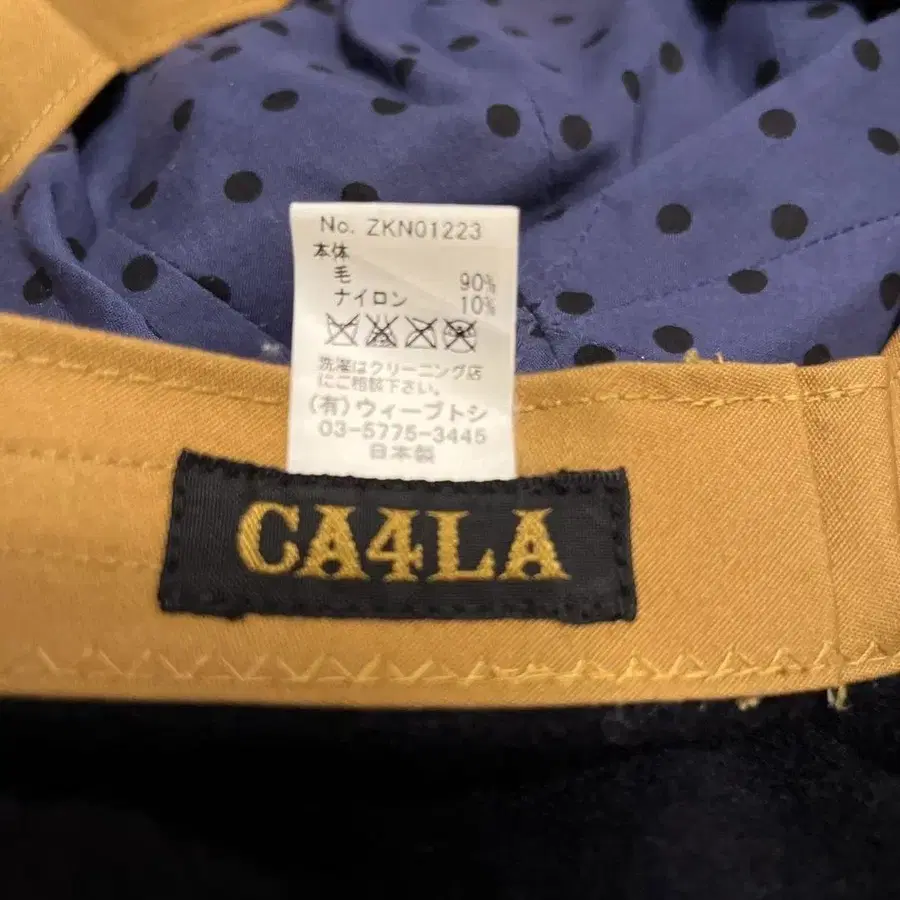 No. ZKN01223
本体
毛 90%
ナイロン 10%
洗濯はクリーニング店
にご相談下さい。
(有)ウィーブトシ
03-5775-3445
日本製
CA4LA